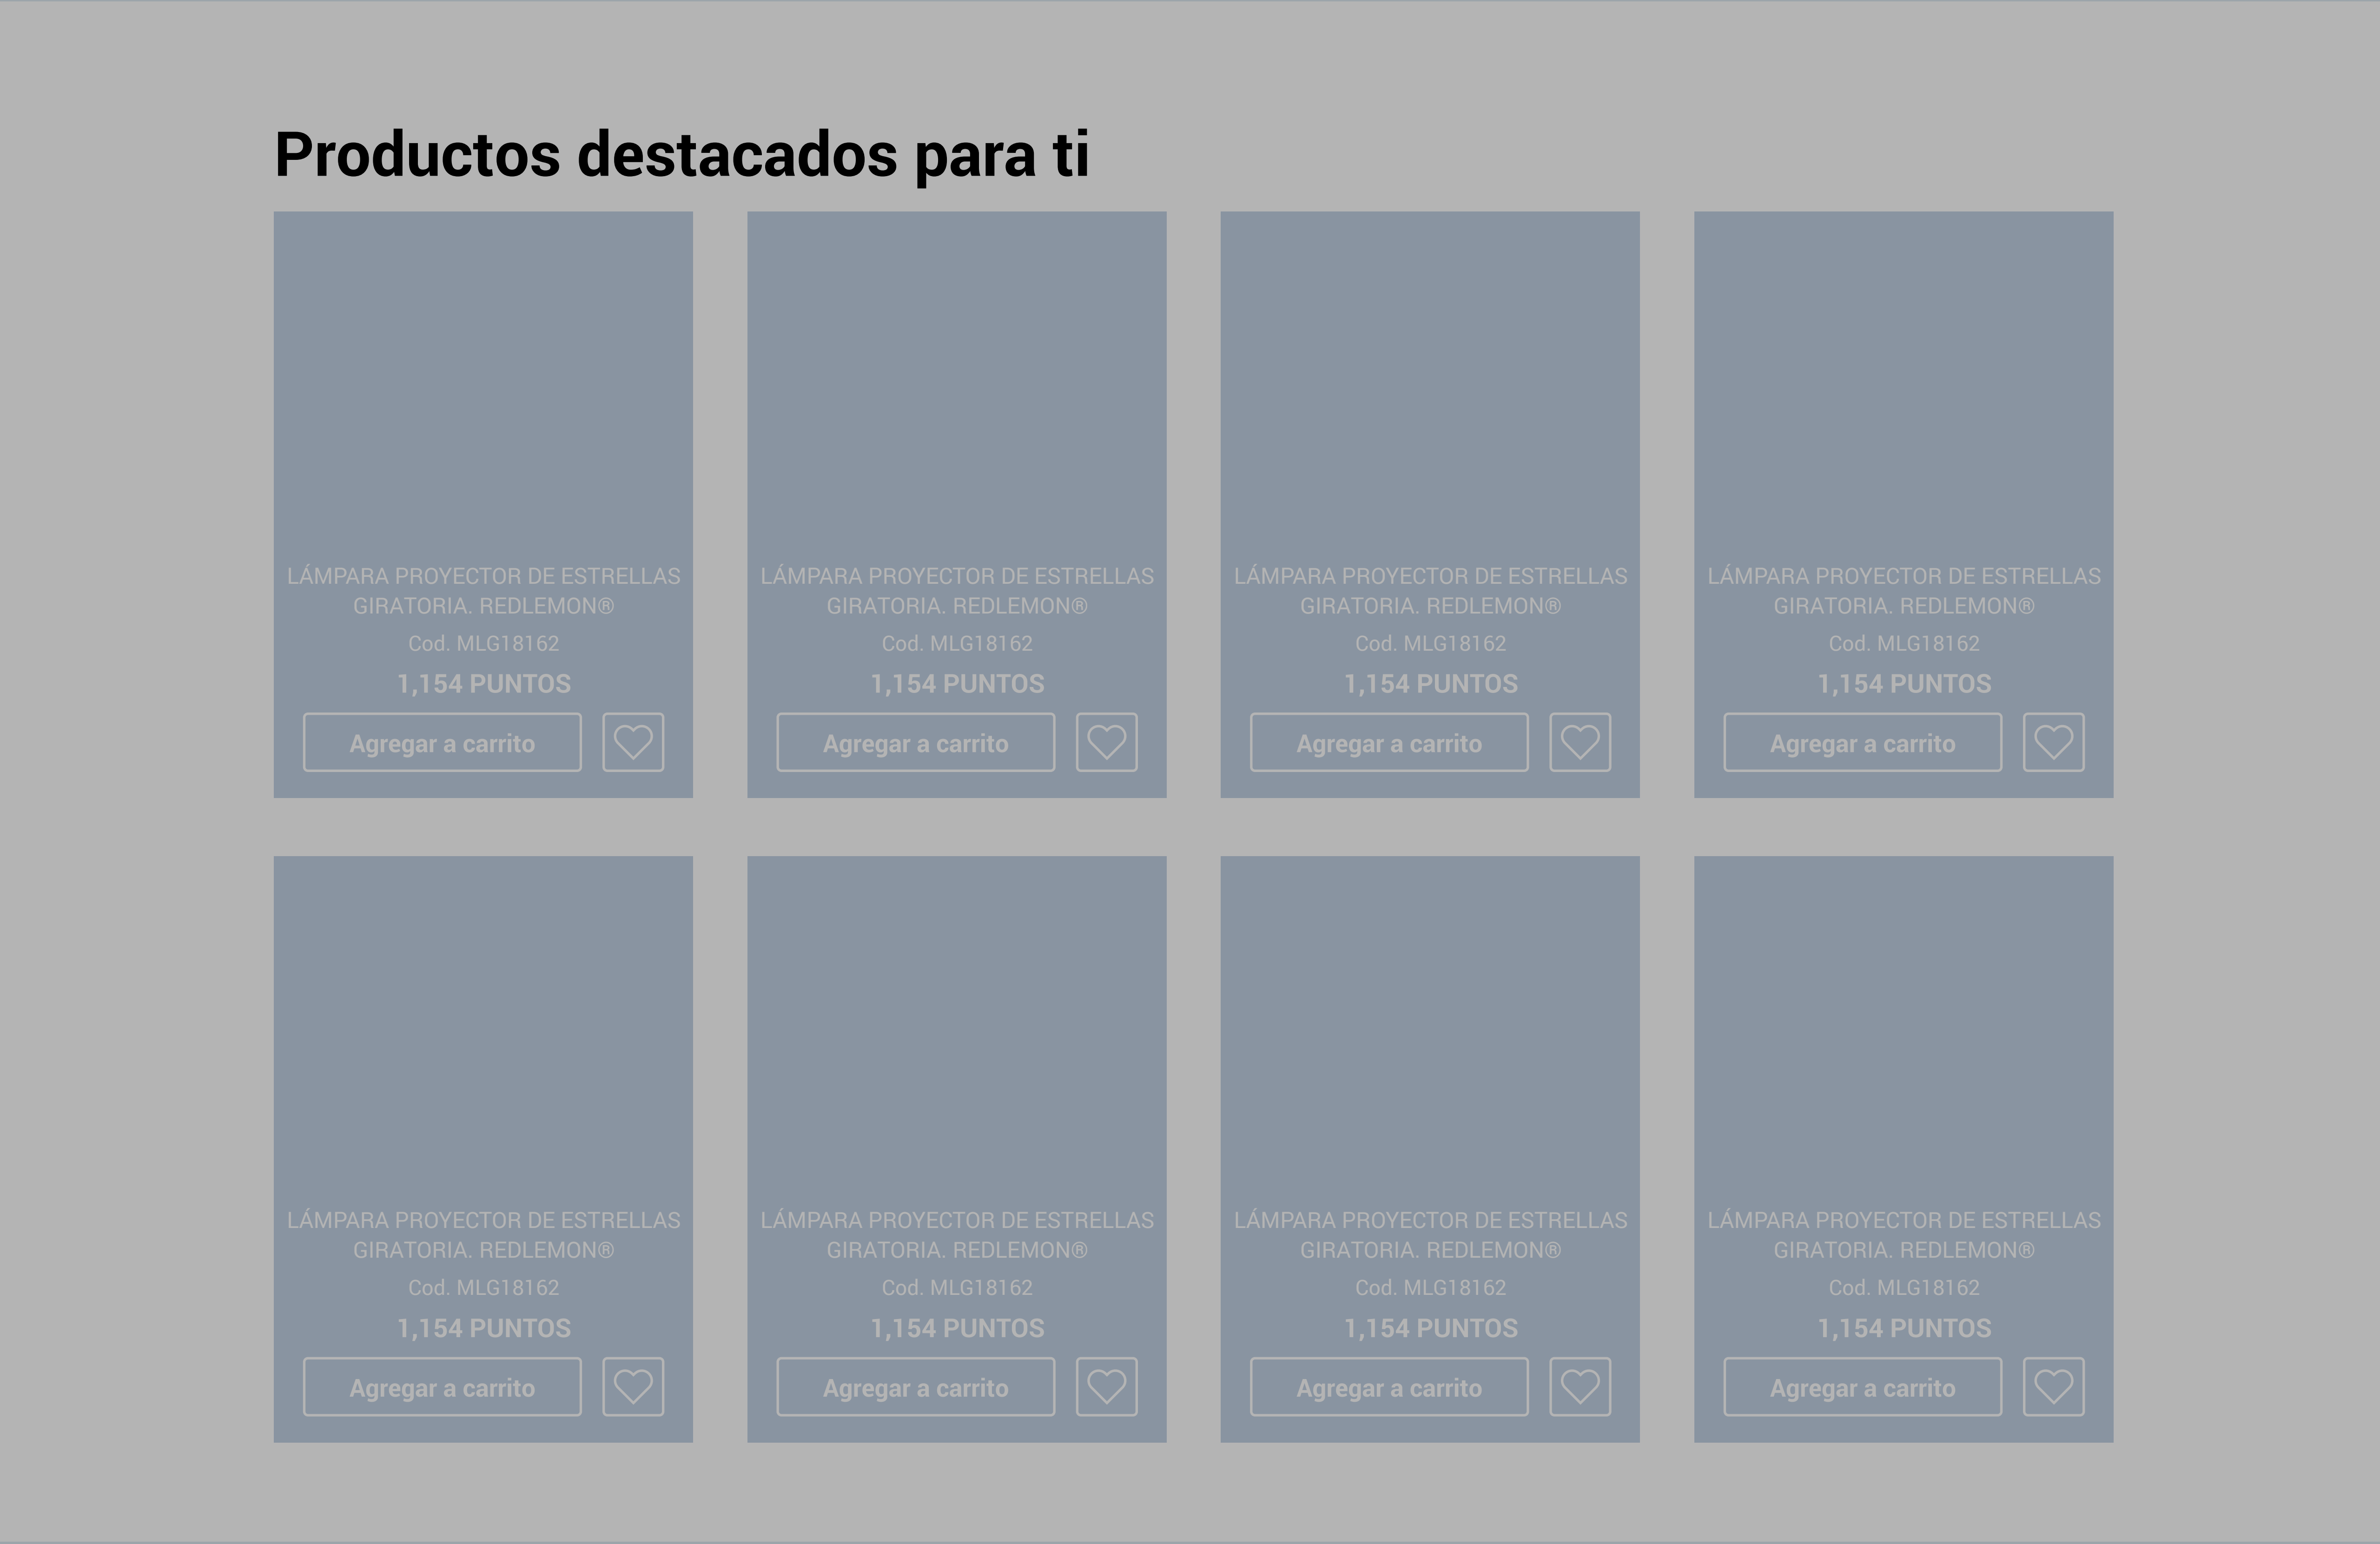 Productos destacados para ti
LÁMPARA PROYECTOR DE ESTRELLAS
GIRATORIA. REDLEMON®
Cod. MLG18162
1,154 PUNTOS
Agregar a carrito
LÁMPARA PROYECTOR DE ESTRELLAS
GIRATORIA. REDLEMON®
Cod. MLG18162
1,154 PUNTOS
Agregar a carrito
LÁMPARA PROYECTOR DE ESTRELLAS
GIRATORIA. REDLEMON®
Cod. MLG18162
1,154 PUNTOS
Agregar a carrito
LÁMPARA PROYECTOR DE ESTRELLAS
GIRATORIA. REDLEMON®
Cod. MLG18162
1,154 PUNTOS
Agregar a carrito
LÁMPARA PROYECTOR DE ESTRELLAS
GIRATORIA. REDLEMON®
Cod. MLG18162
1,154 PUNTOS
Agregar a carrito
LÁMPARA PROYECTOR DE ESTRELLAS
GIRATORIA. REDLEMON®
Cod. MLG18162
1,154 PUNTOS
Agregar a carrito
LÁMPARA PROYECTOR DE ESTRELLAS
GIRATORIA. REDLEMON®
Cod. MLG18162
1,154 PUNTOS
Agregar a carrito
LÁMPARA PROYECTOR DE ESTRELLAS
GIRATORIA. REDLEMON®
Cod. MLG18162
1,154 PUNTOS
Agregar a carrito